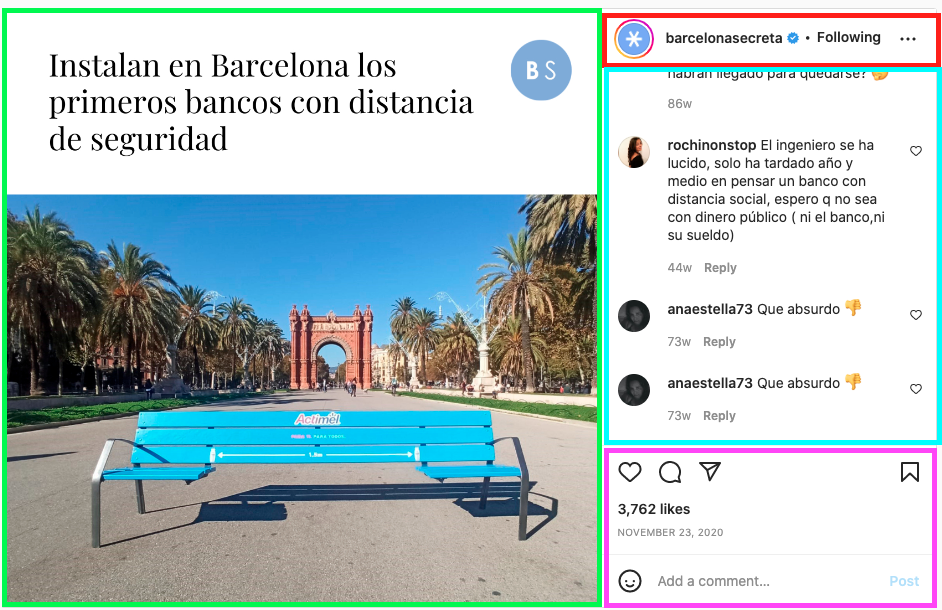 Instalan en Barcelona los
primeros bancos con distancia
de seguridad
BS
Actimel
PARA TODOS.
1,5m
barcelonasecreta • Following
habrán llegado para quedarse? 🤔
86w
rochinonstop El ingeniero se ha
lucido, solo ha tardado año y
medio en pensar un banco con
distancia social, espero q no sea
con dinero público ( ni el banco,ni
su sueldo)
44w Reply
anaestella73 Que absurdo 👎
73w Reply
anaestella73 Que absurdo 👎
73w Reply
3,762 likes
NOVEMBER 23, 2020
Add a comment...
Post